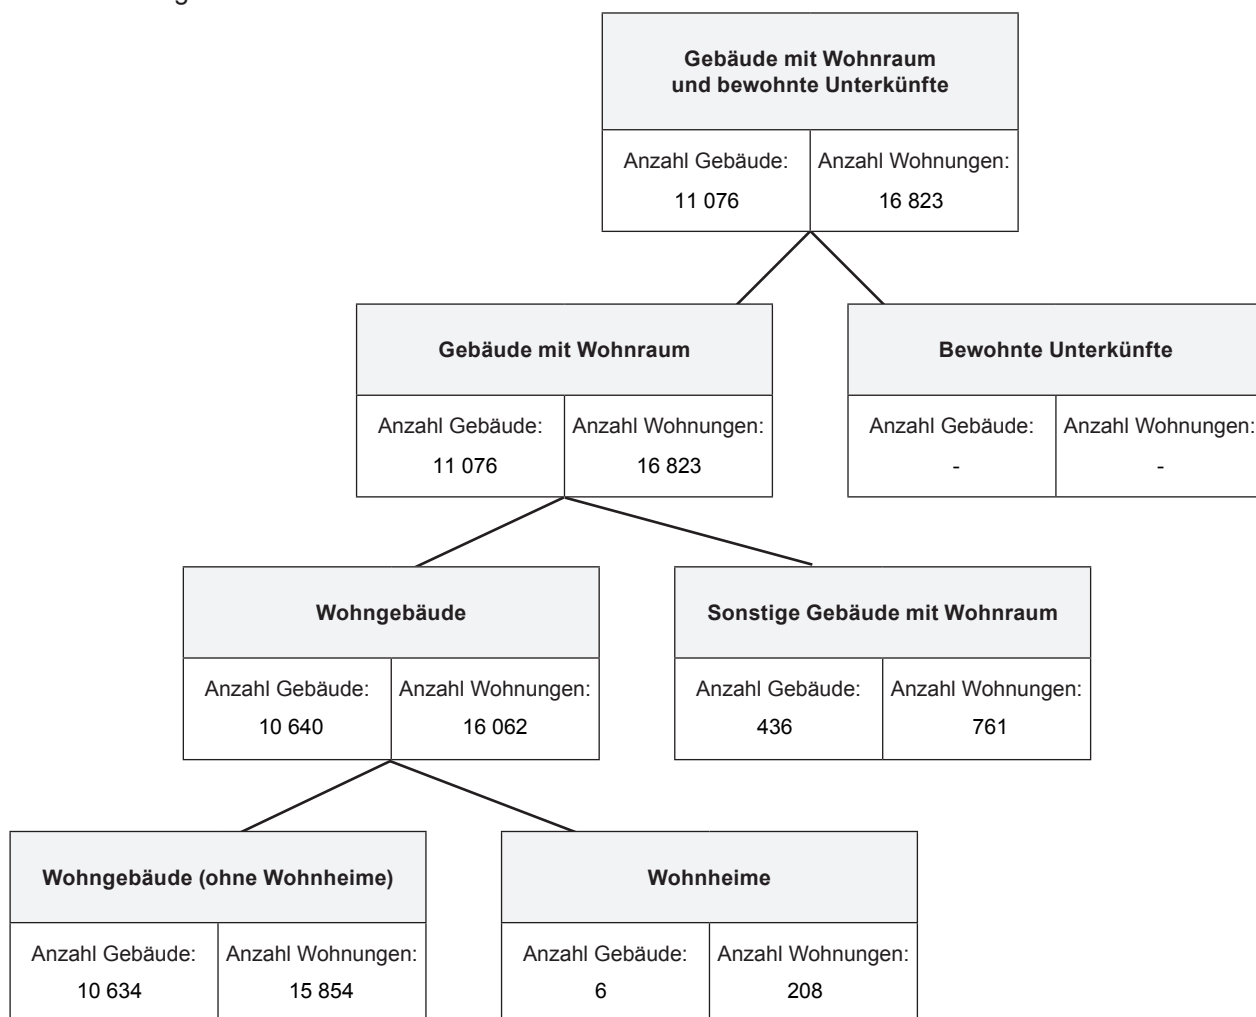 Gebäude mit Wohnraum
und bewohnte Unterkünfte
Anzahl Gebäude: Anzahl Wohnungen:
11 076 16 823
Gebäude mit Wohnraum Bewohnte Unterkünfte
Anzahl Gebäude: Anzahl Wohnungen: Anzahl Gebäude: Anzahl Wohnungen:
11 076 16 823 - -
Wohngebäude Sonstige Gebäude mit Wohnraum
Anzahl Gebäude: Anzahl Wohnungen: Anzahl Gebäude: Anzahl Wohnungen:
10 640 16 062 436 761
Wohngebäude (ohne Wohnheime) Wohnheime
Anzahl Gebäude: Anzahl Wohnungen: Anzahl Gebäude: Anzahl Wohnungen:
10 634 15 854 6 208